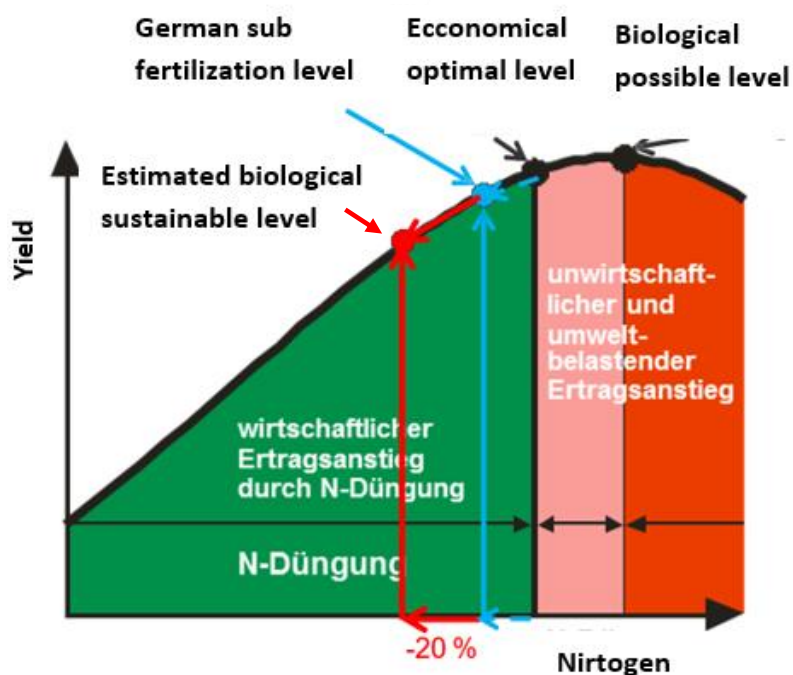 German sub
fertilization level
Ecconomical
optimal level
Biological
possible level
Estimated biological
sustainable level
Yield
unwirtschaft-
licher und
umwelt-
belastender
Ertragsanstieg
wirtschaftlicher
Ertragsanstieg
durch N-Düngung
N-Düngung
-20 %
Nirtogen